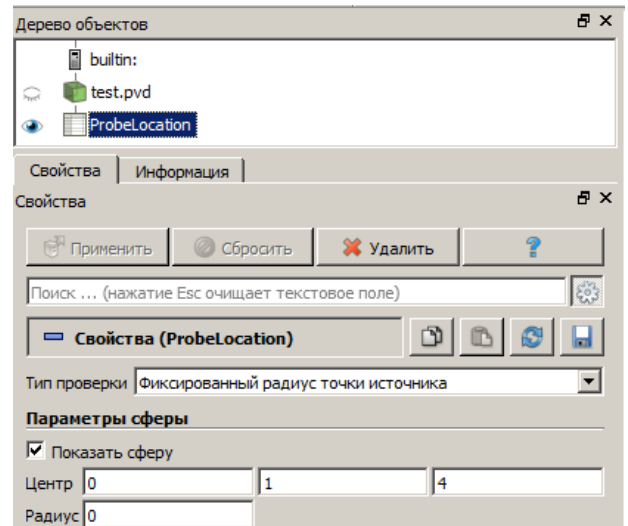 Дерево объектов
builtin:
test.pvd
ProbeLocation
Свойства Информация
Свойства
Применить Сбросить Удалить ?
Поиск ... (нажатие Esc очищает текстовое поле)
Свойства (ProbeLocation)
Тип проверки Фиксированный радиус точки источника
Параметры сферы
Показать сферу
Центр 0 1 4
Радиус 0